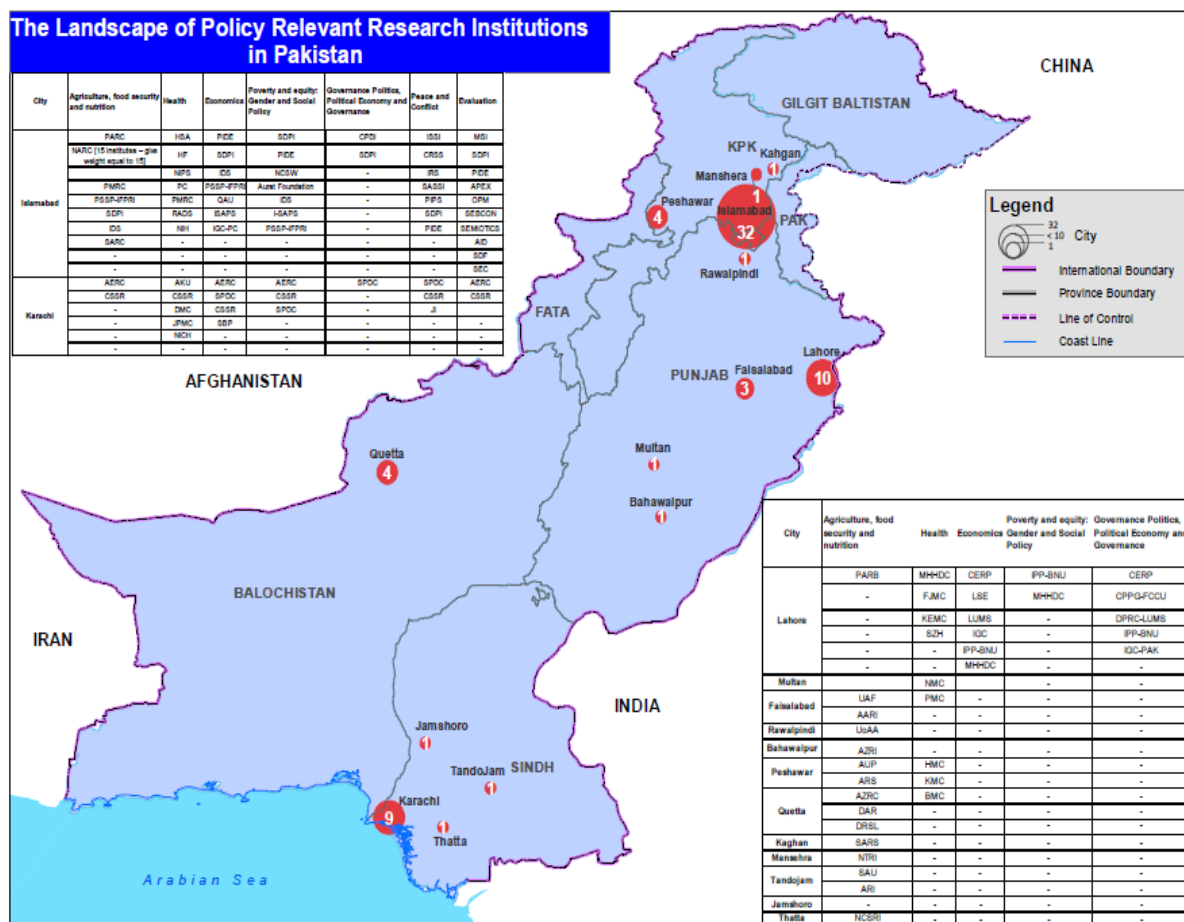 The Landscape of Policy Relevant Research Institutions
in Pakistan
City | Agriculture, food security and nutrition | Health | Economics | Poverty and equity: Gender and Social Policy | Governance Politics, Political Economy and Governance | Peace and Conflict | Evaluation
Islamabad
PARC | HSA | PIDE | SDPI | CPDI | ISSI | MSI
NARC [15 institutes – give weight equal to 15] | HF | SDPI | PIDE | SDPI | CRSS | SDPI
NIPS | IDS | NCSW | - | IRS | PIDE
PMRC | PC | PSSP-IFPRI | Aurat Foundation | - | SASSI | APEX
PSSP-IFPRI | PMRC | QAU | IDS | - | PIPS | OPM
SDPI | RADS | ISAPS | I-SAPS | - | SDPI | SEBCON
IDS | NIH | IGC-PC | PSSP-IFPRI | - | PIDE | SEMIOTICS
SARC | - | - | - | - | - | AID
- | - | - | - | - | - | SDF
- | - | - | - | - | - | SEC
Karachi
AERC | AKU | AERC | AERC | SPDC | SPDC | AERC
CSSR | CSSR | SPDC | CSSR | - | CSSR | CSSR
- | DMC | CSSR | SPDC | - | JI
- | JPMC | SBP | - | - | - | -
- | NICH | - | - | - | - | -
- | - | - | - | - | - | -
CHINA
GILGIT BALTISTAN
KPK
Kahgan
1
Manshera
1
Peshawar
4
Islamabad
32
PAK
1
Rawalpindi
FATA
Legend
32
< 10
1
City
International Boundary
Province Boundary
Line of Control
Coast Line
AFGHANISTAN
PUNJAB
Faisalabad
3
Lahore
10
Quetta
4
Multan
1
Bahawalpur
1
BALOCHISTAN
IRAN
INDIA
Jamshoro
1
TandoJam
1
SINDH
Karachi
9
1
Thatta
Arabian Sea
City | Agriculture, food security and nutrition | Health | Economics | Poverty and equity: Gender and Social Policy | Governance Politics, Political Economy and Governance
Lahore
PARB | MHHDC | CERP | IPP-BNU | CERP
- | FJMC | LSE | MHHDC | CPPG-FCCU
- | KEMC | LUMS | - | DPRC-LUMS
- | SZH | IGC | - | IPP-BNU
- | - | IPP-BNU | - | IGC-PAK
- | - | MHHDC | - | -
Multan | NMC | - | -
Faisalabad
UAF | PMC | - | - | -
AARI | - | - | - | -
Rawalpindi | UoAA | - | - | - | -
Bahawalpur | AZRI | - | - | - | -
Peshawar
AUP | HMC | - | - | -
ARS | KMC | - | - | -
Quetta
AZRC | BMC | - | - | -
DAR | - | - | - | -
DRSL | - | - | - | -
Kaghan | SARS | - | - | - | -
Mansehra | NTRI | - | - | - | -
Tandojam
SAU | - | - | - | -
ARI | - | - | - | -
Jamshoro | - | - | - | - | -
Thatta | NCSRI | - | - | - | -